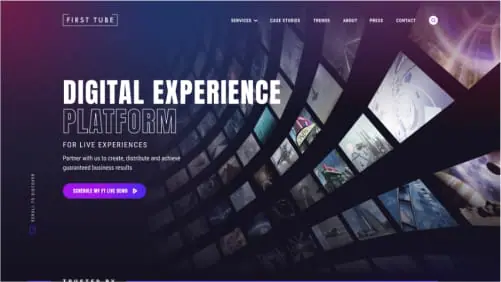 FIRST TUBE
SERVICES
CASE STORIES
TRENDS
ABOUT
PRESS
CONTACT
DIGITAL EXPERIENCE
PLATFORM
FOR LIVE EXPERIENCES
Partner with us to create, distribute and achieve
guaranteed business results
SCHEDULE MY FT LIVE DEMO
SCROLL TO DISCOVER
TRUSTED BY